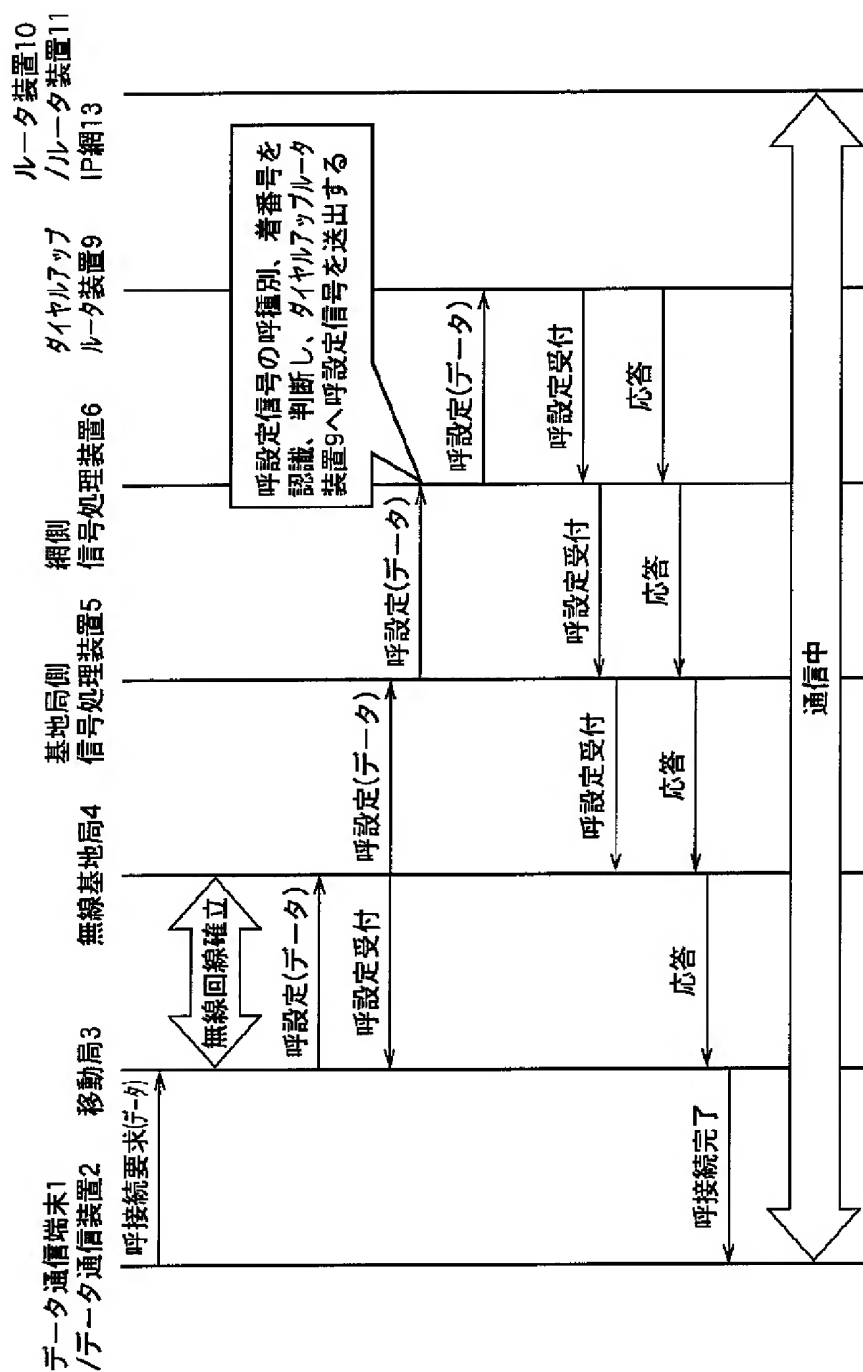 データ通信端末1
/データ通信装置2
移動局3
無線基地局4
基地局側
信号処理装置5
網側
信号処理装置6
ダイヤルアップ
ルータ装置9
ルータ装置10
/ルータ装置11
IP網13
呼接続要求(データ)
無線回線確立
呼設定(データ)
呼設定受付
呼設定(データ)
呼設定(データ)
呼設定信号の呼種別、着番号を
認識、判断し、ダイヤルアップルータ
装置9へ呼設定信号を送出する
呼設定(データ)
呼設定受付
呼設定受付
呼設定受付
応答
応答
応答
応答
呼接続完了
通信中